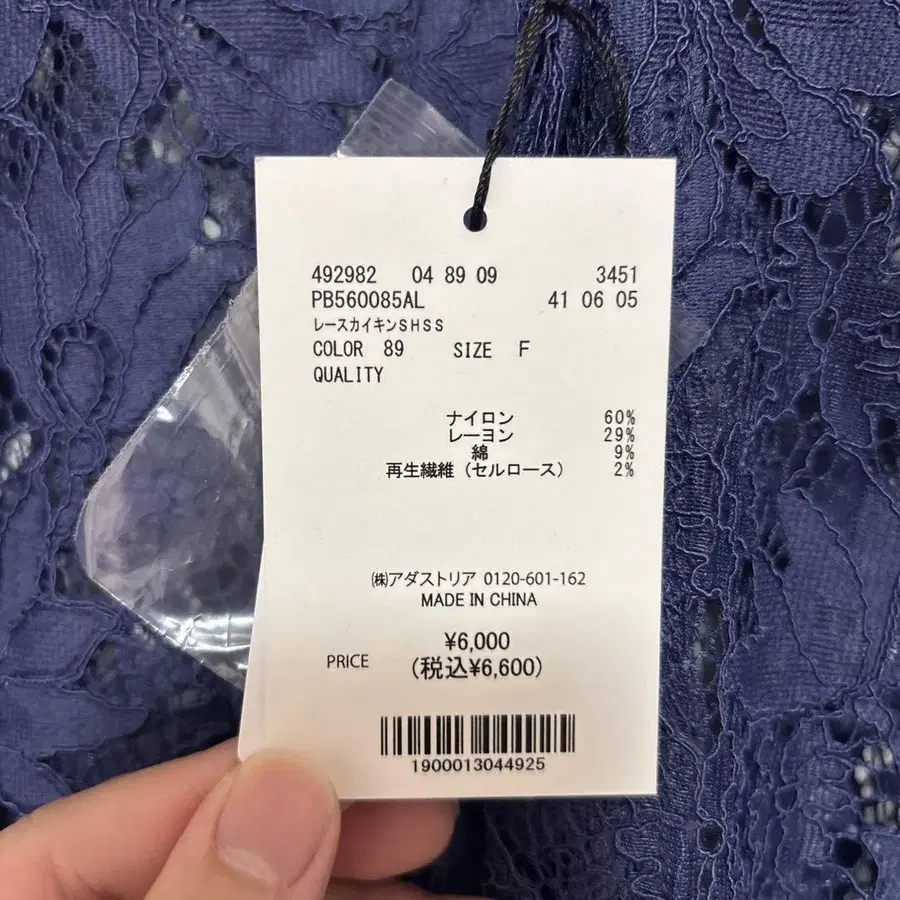 492982 04 89 09 3451
PB560085AL 41 06 05
レースカイキンSHSS
COLOR 89 SIZE F
QUALITY
ナイロン 60%
レーヨン 29%
綿 9%
再生繊維（セルロース） 2%
㈱アダストリア 0120-601-162
MADE IN CHINA
PRICE ¥6,000
(税込¥6,600)
1900013044925